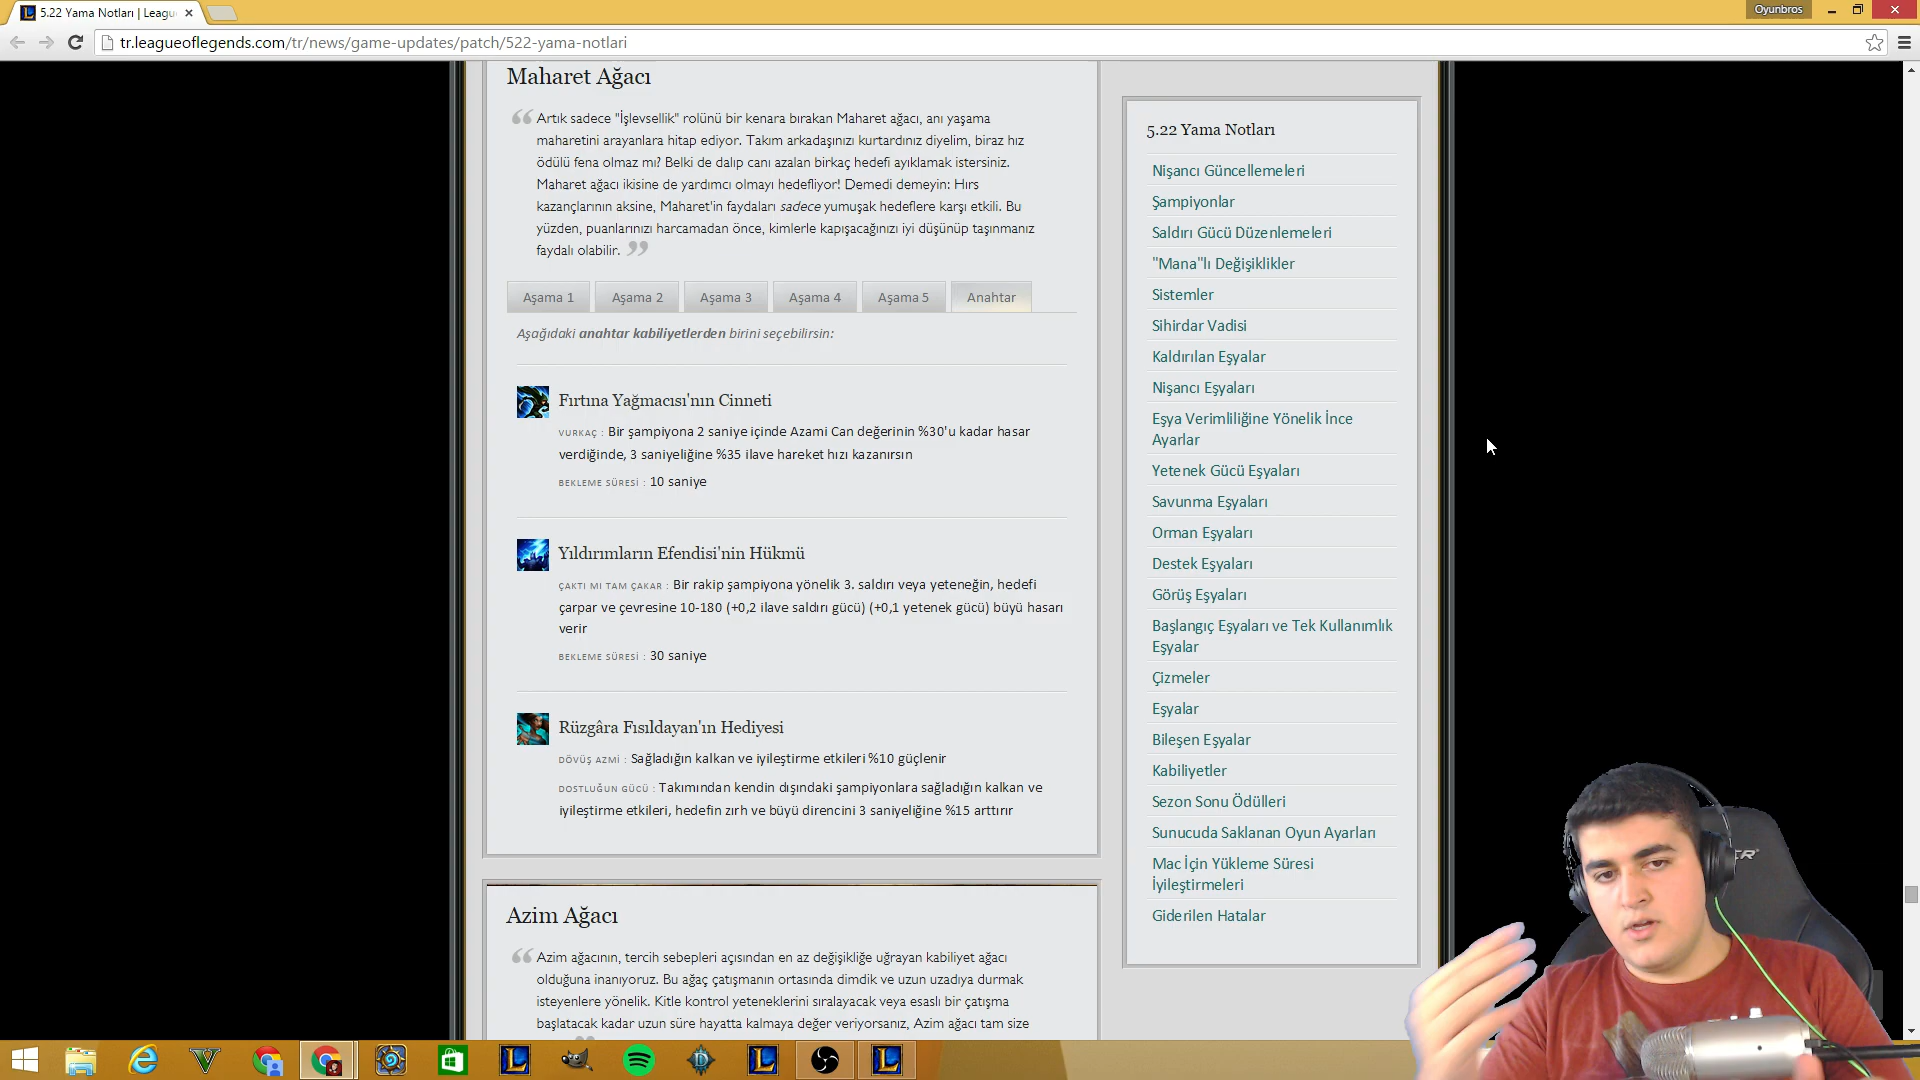 5.22 Yama Notları | Leagu
Oyunbros
tr.leagueoflegends.com/tr/news/game-updates/patch/522-yama-notlari
Maharet Ağacı
Artık sadece "İşlevsellik" rolünü bir kenara bırakan Maharet ağacı, anı yaşama
maharetini arayanlara hitap ediyor. Takım arkadaşınızı kurtardınız diyelim, biraz hız
ödülü fena olmaz mı? Belki de dalıp canı azalan birkaç hedefi ayıklamak istersiniz.
Maharet ağacı ikisine de yardımcı olmayı hedefliyor! Demedi demeyin: Hırs
kazançlarının aksine, Maharet'in faydaları sadece yumuşak hedeflere karşı etkili. Bu
yüzden, puanlarınızı harcamadan önce, kimlerle kapışacağınızı iyi düşünüp taşınmanız
faydalı olabilir.
Aşama 1
Aşama 2
Aşama 3
Aşama 4
Aşama 5
Anahtar
Aşağıdaki anahtar kabiliyetlerden birini seçebilirsin:
Fırtına Yağmacısı'nın Cinneti
VURKAÇ : Bir şampiyona 2 saniye içinde Azami Can değerinin %30'u kadar hasar
verdiğinde, 3 saniyeliğine %35 ilave hareket hızı kazanırsın
BEKLEME SÜRESİ : 10 saniye
Yıldırımların Efendisi'nin Hükmü
ÇAKTI MI TAM ÇAKAR : Bir rakip şampiyona yönelik 3. saldırı veya yeteneğin, hedefi
çarpar ve çevresine 10-180 (+0,2 ilave saldırı gücü) (+0,1 yetenek gücü) büyü hasarı
verir
BEKLEME SÜRESİ : 30 saniye
Rüzgâra Fısıldayan'ın Hediyesi
DÖVÜŞ AZMİ : Sağladığın kalkan ve iyileştirme etkileri %10 güçlenir
DOSTLUĞUN GÜCÜ : Takımından kendin dışındaki şampiyonlara sağladığın kalkan ve
iyileştirme etkileri, hedefin zırh ve büyü direncini 3 saniyeliğine %15 arttırır
Azim Ağacı
Azim ağacının, tercih sebepleri açısından en az değişikliğe uğrayan kabiliyet ağacı
olduğuna inanıyoruz. Bu ağaç çatışmanın ortasında dimdik ve uzun uzadıya durmak
isteyenlere yönelik. Kitle kontrol yeteneklerini sıralayacak veya esaslı bir çatışma
başlatacak kadar uzun süre hayatta kalmaya değer veriyorsanız, Azim ağacı tam size
5.22 Yama Notları
Nişancı Güncellemeleri
Şampiyonlar
Saldırı Gücü Düzenlemeleri
"Mana"lı Değişiklikler
Sistemler
Sihirdar Vadisi
Kaldırılan Eşyalar
Nişancı Eşyaları
Eşya Verimliliğine Yönelik İnce
Ayarlar
Yetenek Gücü Eşyaları
Savunma Eşyaları
Orman Eşyaları
Destek Eşyaları
Görüş Eşyaları
Başlangıç Eşyaları ve Tek Kullanımlık
Eşyalar
Çizmeler
Eşyalar
Bileşen Eşyalar
Kabiliyetler
Sezon Sonu Ödülleri
Sunucuda Saklanan Oyun Ayarları
Mac İçin Yükleme Süresi
İyileştirmeleri
Giderilen Hatalar